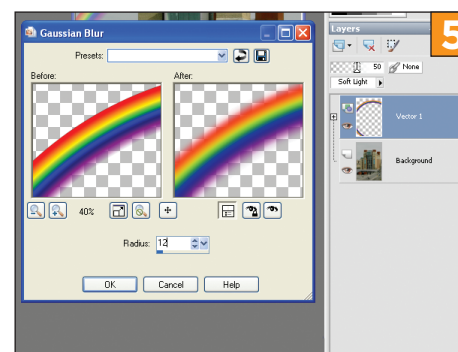 Gaussian Blur
Presets:
Before:
After:
40%
Radius: 12
OK Cancel Help
Layers
5
50 None
Soft Light
Vector 1
Background